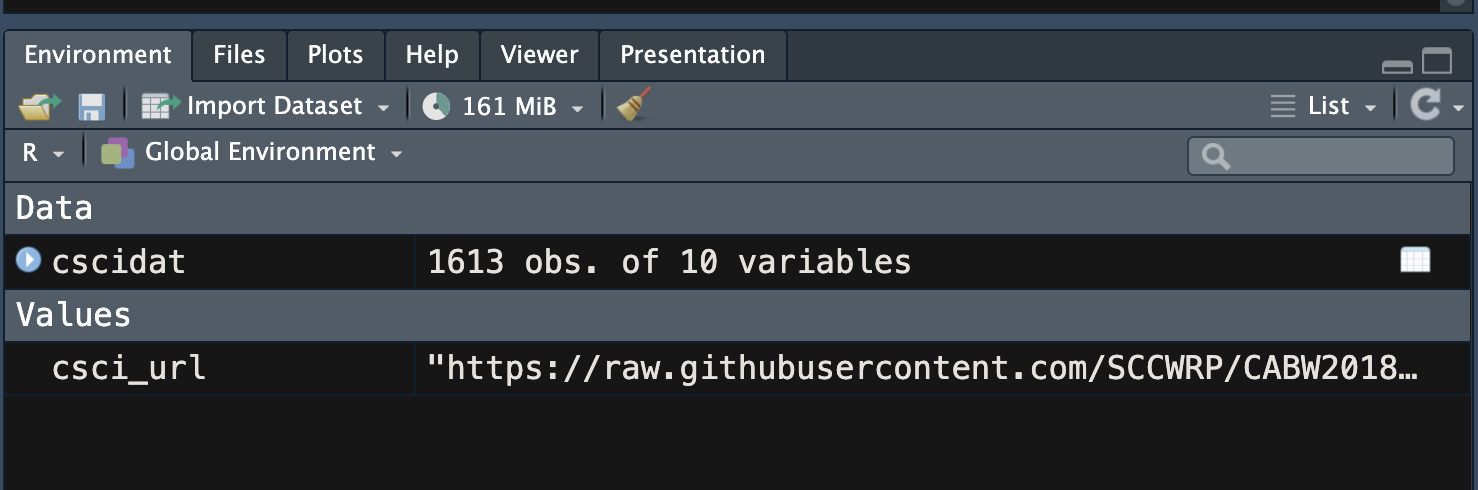 Environment Files Plots Help Viewer Presentation
Import Dataset 161 MiB List
R Global Environment
Data
cscidat 1613 obs. of 10 variables
Values
csci_url "https://raw.githubusercontent.com/SCCWRP/CABW2018…